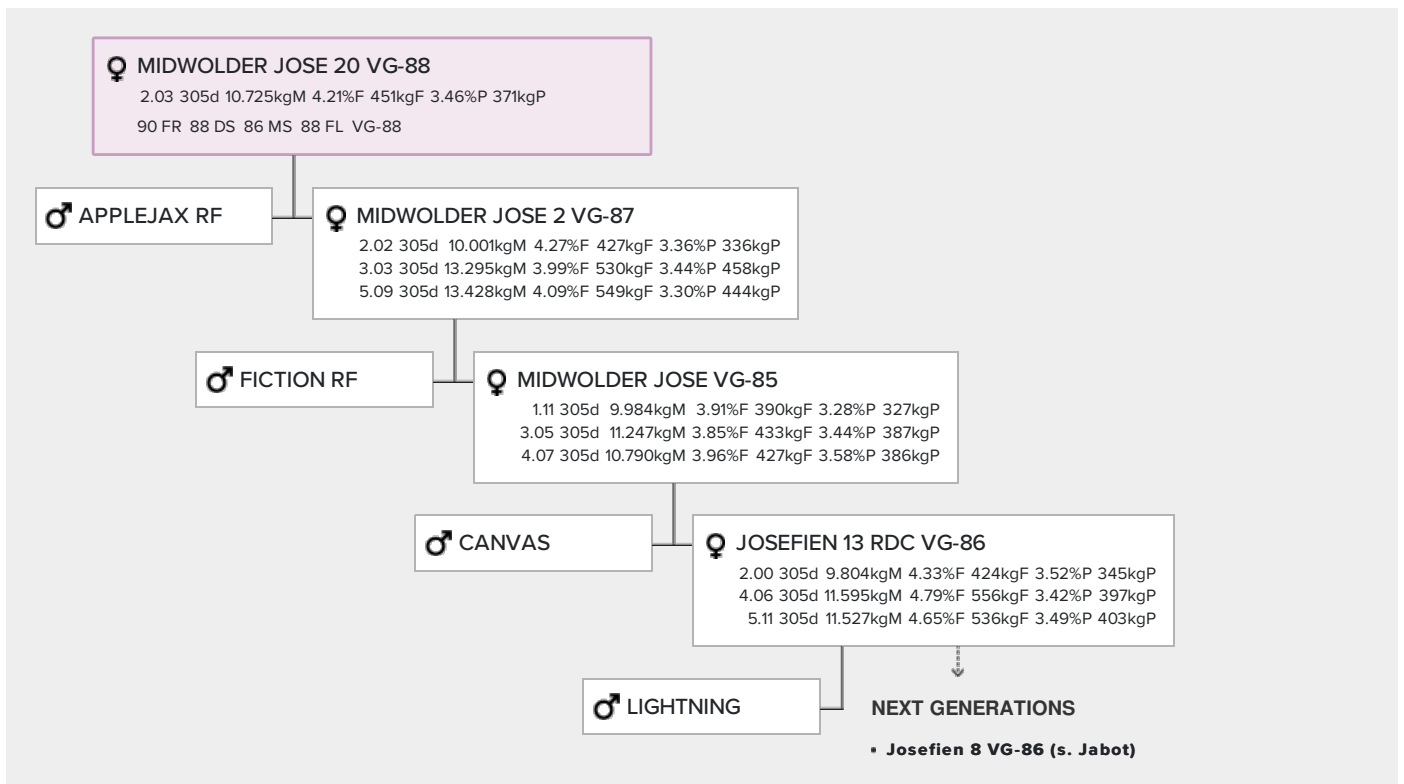 MIDWOLDER JOSE 20 VG-88
2.03 305d 10.725kgM 4.21%F 451kgF 3.46%P 371kgP
90 FR 88 DS 86 MS 88 FL VG-88
APPLEJAX RF
MIDWOLDER JOSE 2 VG-87
2.02 305d 10.001kgM 4.27%F 427kgF 3.36%P 336kgP
3.03 305d 13.295kgM 3.99%F 530kgF 3.44%P 458kgP
5.09 305d 13.428kgM 4.09%F 549kgF 3.30%P 444kgP
FICTION RF
MIDWOLDER JOSE VG-85
1.11 305d 9.984kgM 3.91%F 390kgF 3.28%P 327kgP
3.05 305d 11.247kgM 3.85%F 433kgF 3.44%P 387kgP
4.07 305d 10.790kgM 3.96%F 427kgF 3.58%P 386kgP
CANVAS
JOSEFIEN 13 RDC VG-86
2.00 305d 9.804kgM 4.33%F 424kgF 3.52%P 345kgP
4.06 305d 11.595kgM 4.79%F 556kgF 3.42%P 397kgP
5.11 305d 11.527kgM 4.65%F 536kgF 3.49%P 403kgP
LIGHTNING
NEXT GENERATIONS
• Josefien 8 VG-86 (s. Jabot)